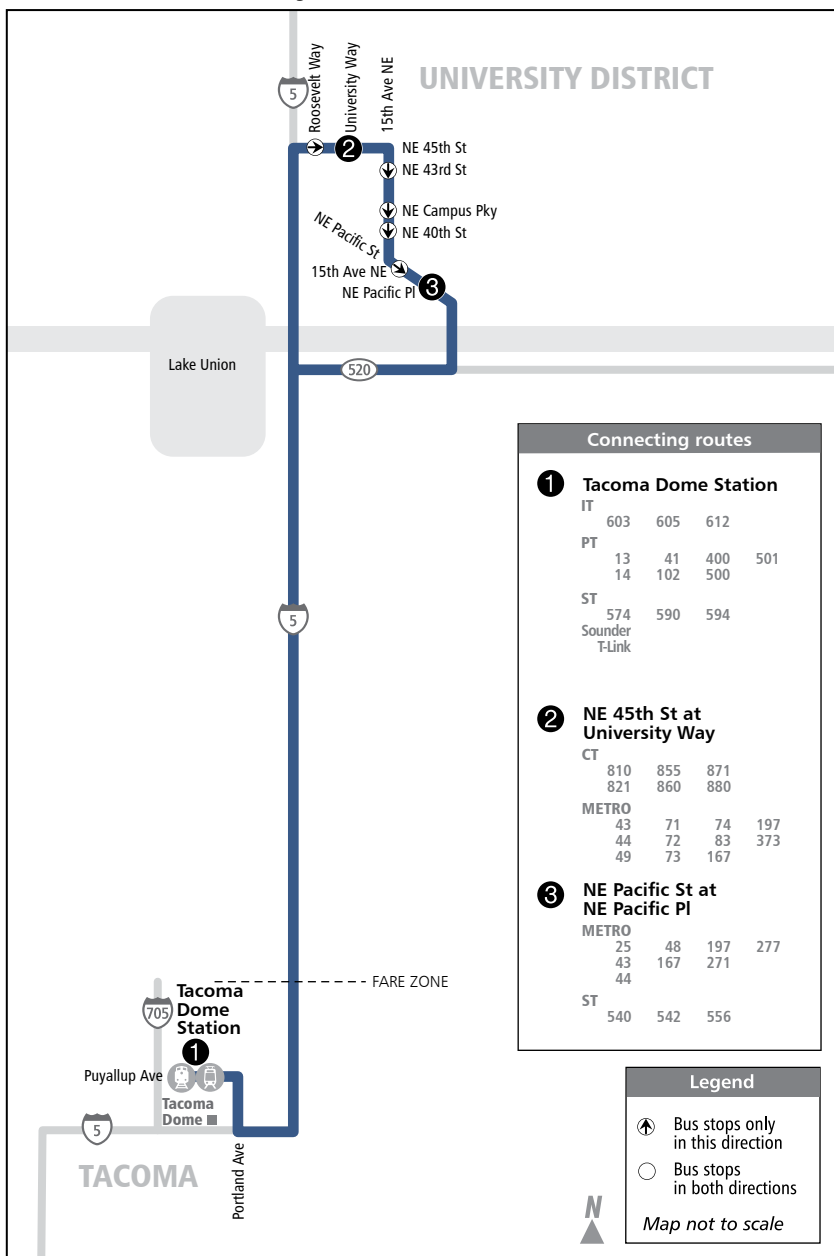 Roosevelt Way
University Way
15th Ave NE
UNIVERSITY DISTRICT
5
2
NE 45th St
NE 43rd St
NE Campus Pky
NE 40th St
NE Pacific St
15th Ave NE
NE Pacific Pl
3
Lake Union
520
5
FARE ZONE
705
Tacoma
Dome
Station
1
Puyallup Ave
Tacoma
Dome
5
Portland Ave
TACOMA
Connecting routes
1 Tacoma Dome Station
IT
603 605 612
PT
13 41 400 501
14 102 500
ST
574 590 594
Sounder
T-Link
2 NE 45th St at
University Way
CT
810 855 871
821 860 880
METRO
43 71 74 197
44 72 83 373
49 73 167
3 NE Pacific St at
NE Pacific Pl
METRO
25 48 197 277
43 167 271
44
ST
540 542 556
N
Legend
Bus stops only
in this direction
Bus stops
in both directions
Map not to scale